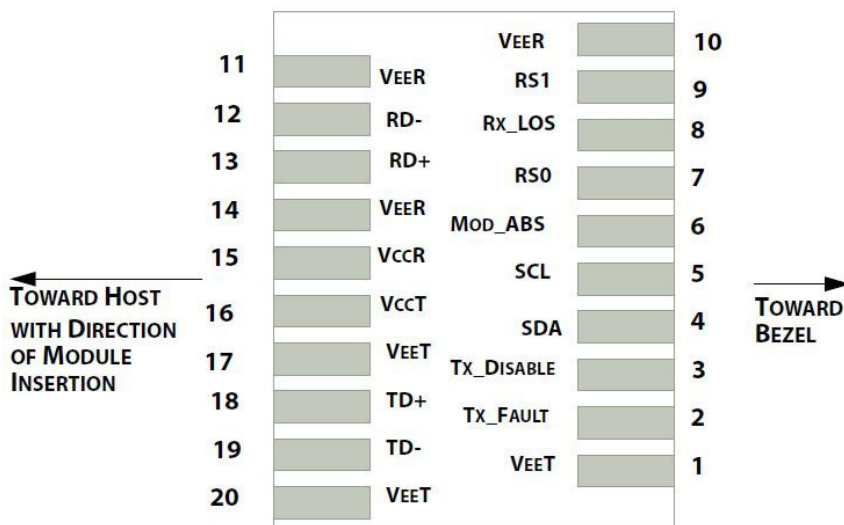 VEER 10
11 VEER RS1 9
12 RD- RX_LOS 8
13 RD+ RS0 7
14 VEER MOD_ABS 6
15 VCCR SCL 5
16 VCCT SDA 4
17 VEET TX_DISABLE 3
18 TD+ TX_FAULT 2
19 TD- VEET 1
20 VEET
TOWARD HOST
WITH DIRECTION
OF MODULE
INSERTION
TOWARD
BEZEL